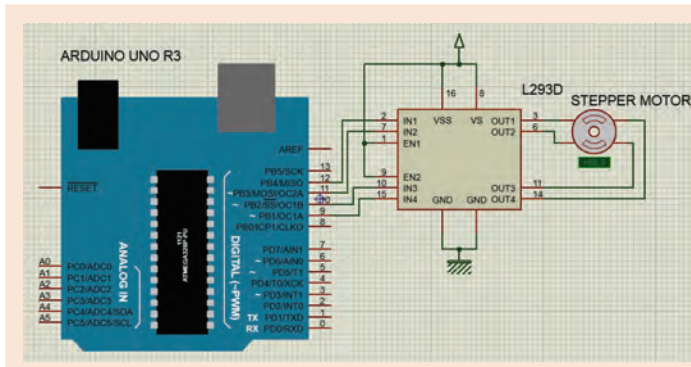 ARDUINO UNO R3
RESET
AREF
PB5/SCK 13
PB4/MISO 12
~PB3/MOSI/OC2A 11
~PB2/SS/OC1B 10
~PB1/OC1A 9
PB0/ICP1/CLKO 8
PD7/AIN1 7
~PD6/AIN0 6
~PD5/T1 5
PD4/T0/XCK 4
~PD3/INT1 3
PD2/INT0 2
TX PD1/TXD 1
RX PD0/RXD 0
DIGITAL (~PWM)
ANALOG IN
1121
ATMEGA328P-PU
A0 PC0/ADC0
A1 PC1/ADC1
A2 PC2/ADC2
A3 PC3/ADC3
A4 PC4/ADC4/SDA
A5 PC5/ADC5/SCL
L293D
16 8
VSS VS
2 IN1
7 IN2
1 EN1
9 EN2
10 IN3
15 IN4
OUT1 3
OUT2 6
OUT3 11
OUT4 14
GND GND
STEPPER MOTOR